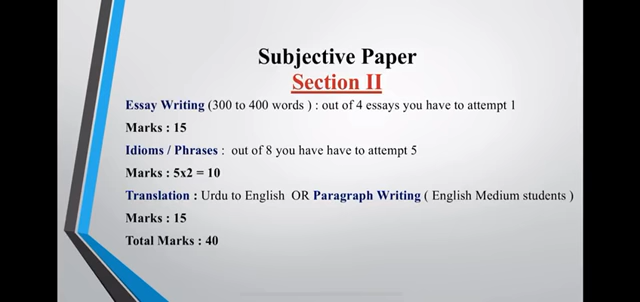 Subjective Paper
Section II
Essay Writing (300 to 400 words ) : out of 4 essays you have to attempt 1
Marks : 15
Idioms / Phrases : out of 8 you have have to attempt 5
Marks : 5x2 = 10
Translation : Urdu to English OR Paragraph Writing ( English Medium students )
Marks : 15
Total Marks : 40